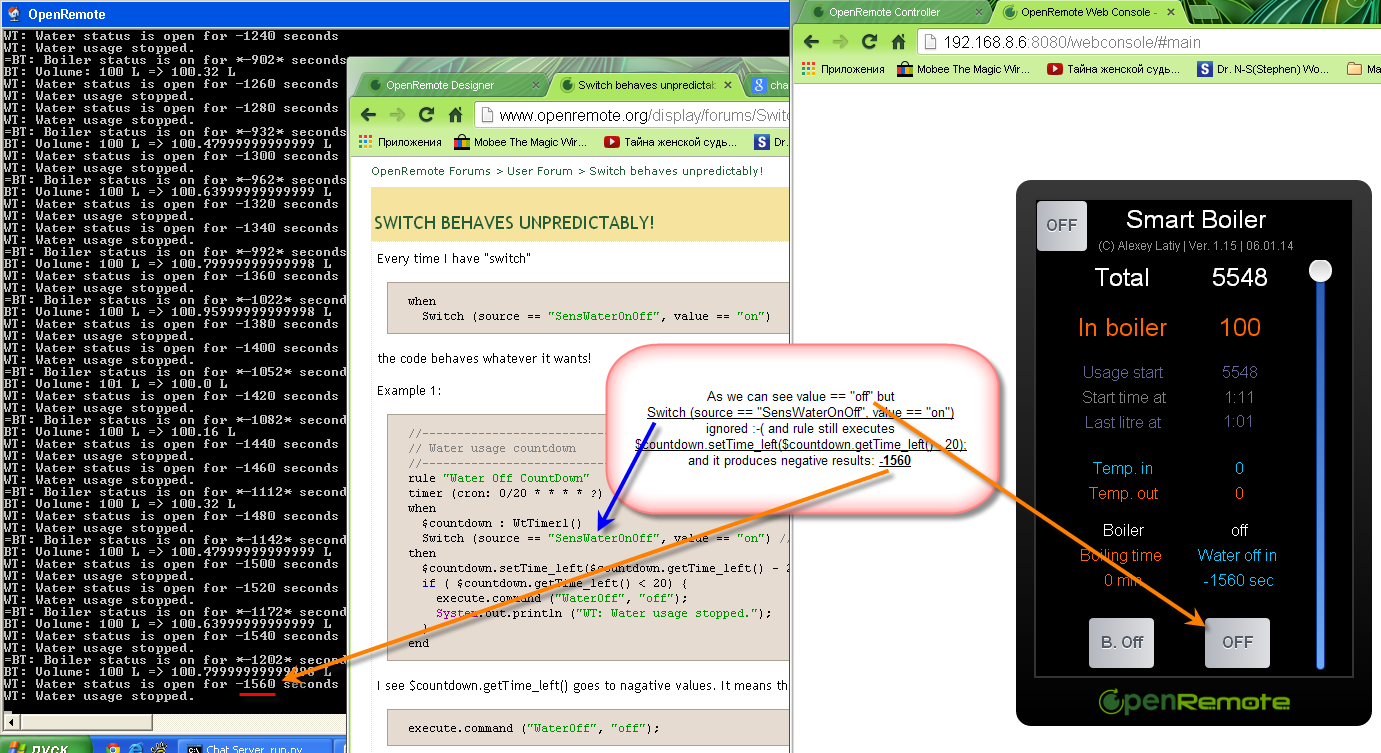 OpenRemote
WT: Water status is open for -1240 seconds
WT: Water usage stopped.
=BT: Boiler status is on for *-902* seconds
BT: Volume: 100 L => 100.32 L
WT: Water status is open for -1260 seconds
WT: Water usage stopped.
WT: Water status is open for -1280 seconds
WT: Water usage stopped.
=BT: Boiler status is on for *-932* seconds
BT: Volume: 100 L => 100.47999999999999 L
WT: Water status is open for -1300 seconds
WT: Water usage stopped.
=BT: Boiler status is on for *-962* seconds
BT: Volume: 100 L => 100.63999999999999 L
WT: Water status is open for -1320 seconds
WT: Water usage stopped.
WT: Water status is open for -1340 seconds
WT: Water usage stopped.
=BT: Boiler status is on for *-992* seconds
BT: Volume: 100 L => 100.79999999999998 L
WT: Water status is open for -1360 seconds
WT: Water usage stopped.
=BT: Boiler status is on for *-1022* second
BT: Volume: 100 L => 100.95999999999998 L
WT: Water status is open for -1380 seconds
WT: Water usage stopped.
WT: Water status is open for -1400 seconds
WT: Water usage stopped.
=BT: Boiler status is on for *-1052* second
BT: Volume: 101 L => 100.0 L
WT: Water status is open for -1420 seconds
WT: Water usage stopped.
=BT: Boiler status is on for *-1082* second
BT: Volume: 100 L => 100.16 L
WT: Water status is open for -1440 seconds
WT: Water usage stopped.
WT: Water status is open for -1460 seconds
WT: Water usage stopped.
=BT: Boiler status is on for *-1112* second
BT: Volume: 100 L => 100.32 L
WT: Water status is open for -1480 seconds
WT: Water usage stopped.
=BT: Boiler status is on for *-1142* second
BT: Volume: 100 L => 100.47999999999999 L
WT: Water status is open for -1500 seconds
WT: Water usage stopped.
WT: Water status is open for -1520 seconds
WT: Water usage stopped.
=BT: Boiler status is on for *-1172* second
BT: Volume: 100 L => 100.63999999999999 L
WT: Water status is open for -1540 seconds
WT: Water usage stopped.
=BT: Boiler status is on for *-1202* second
BT: Volume: 100 L => 100.79999999999998 L
WT: Water status is open for -1560 seconds
WT: Water usage stopped.
пуск
Chat Server run.py
OpenRemote Designer
Switch behaves unpredictab
cha
www.openremote.org/display/forums/Switc
Приложения
Mobee The Magic Wir...
Тайна женской судь...
Dr.
OpenRemote Forums > User Forum > Switch behaves unpredictably!
SWITCH BEHAVES UNPREDICTABLY!
Every time I have "switch"
when
Switch (source == "SensWaterOnOff", value == "on")
the code behaves whatever it wants!
Example 1:
//--------------------------
// Water usage countdown
//--------------------------
rule "Water Off CountDown"
timer (cron: 0/20 * * * * ?)
when
$countdown : WtTimer1()
Switch (source == "SensWaterOnOff", value == "on") //
then
$countdown.setTime_left($countdown.getTime_left() - 2
if ( $countdown.getTime_left() < 20) {
execute.command ("WaterOff", "off");
System.out.println ("WT: Water usage stopped.");
}
end
I see $countdown.getTime_left() goes to nagative values. It means th
execute.command ("WaterOff", "off");
As we can see value == "off" but
Switch (source == "SensWaterOnOff", value == "on")
ignored :-( and rule still executes
$countdown.setTime_left($countdown.getTime_left() - 20);
and it produces negative results: -1560
OpenRemote Controller
OpenRemote Web Console -
192.168.8.6:8080/webconsole/#main
Приложения
Mobee The Magic Wir...
Тайна женской судь...
Dr. N-S(Stephen) Wo...
Ma
OFF
Smart Boiler
(C) Alexey Latiy | Ver. 1.15 | 06.01.14
Total 5548
In boiler 100
Usage start 5548
Start time at 1:11
Last litre at 1:01
Temp. in 0
Temp. out 0
Boiler off
Boiling time Water off in
0 min -1560 sec
B. Off
OFF
OpenRemote